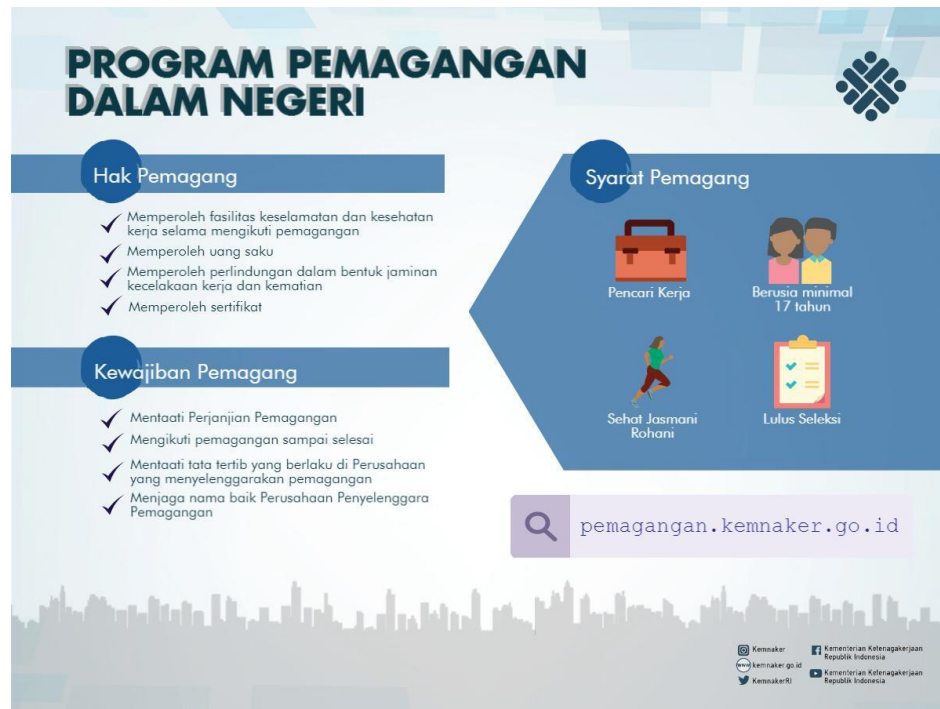 PROGRAM PEMAGANGAN
DALAM NEGERI
Hak Pemagang
Memperoleh fasilitas keselamatan dan kesehatan
kerja selama mengikuti pemagangan
Memperoleh uang saku
Memperoleh perlindungan dalam bentuk jaminan
kecelakaan kerja dan kematian
Memperoleh sertifikat
Kewajiban Pemagang
Mentaati Perjanjian Pemagangan
Mengikuti pemagangan sampai selesai
Mentaati tata tertib yang berlaku di Perusahaan
yang menyelenggarakan pemagangan
Menjaga nama baik Perusahaan Penyelenggara
Pemagangan
Syarat Pemagang
Pencari Kerja
Berusia minimal
17 tahun
Sehat Jasmani
Rohani
Lulus Seleksi
pemagangan.kemnaker.go.id
Kemnaker
www kemnaker.go.id
KemnakerRI
Kementerian Ketenagakerjaan
Republik Indonesia
Kementerian Ketenagakerjaan
Republik Indonesia